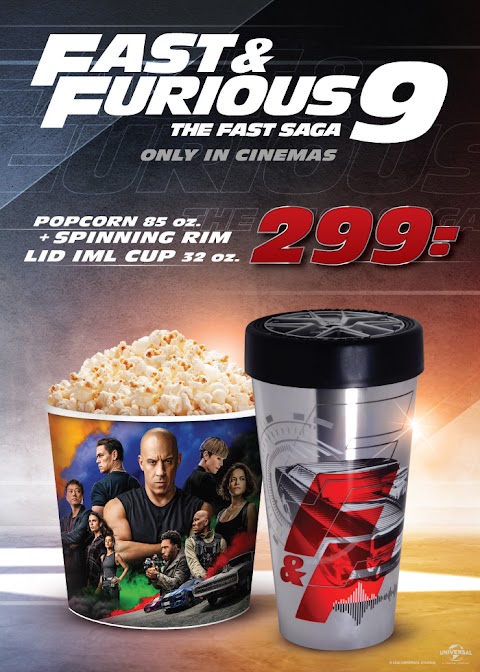 FAST &
FURIOUS 9
THE FAST SAGA
ONLY IN CINEMAS
POPCORN 85 oz.
+ SPINNING RIM
LID IML CUP 32 oz.
299.-
F&F
UNIVERSAL